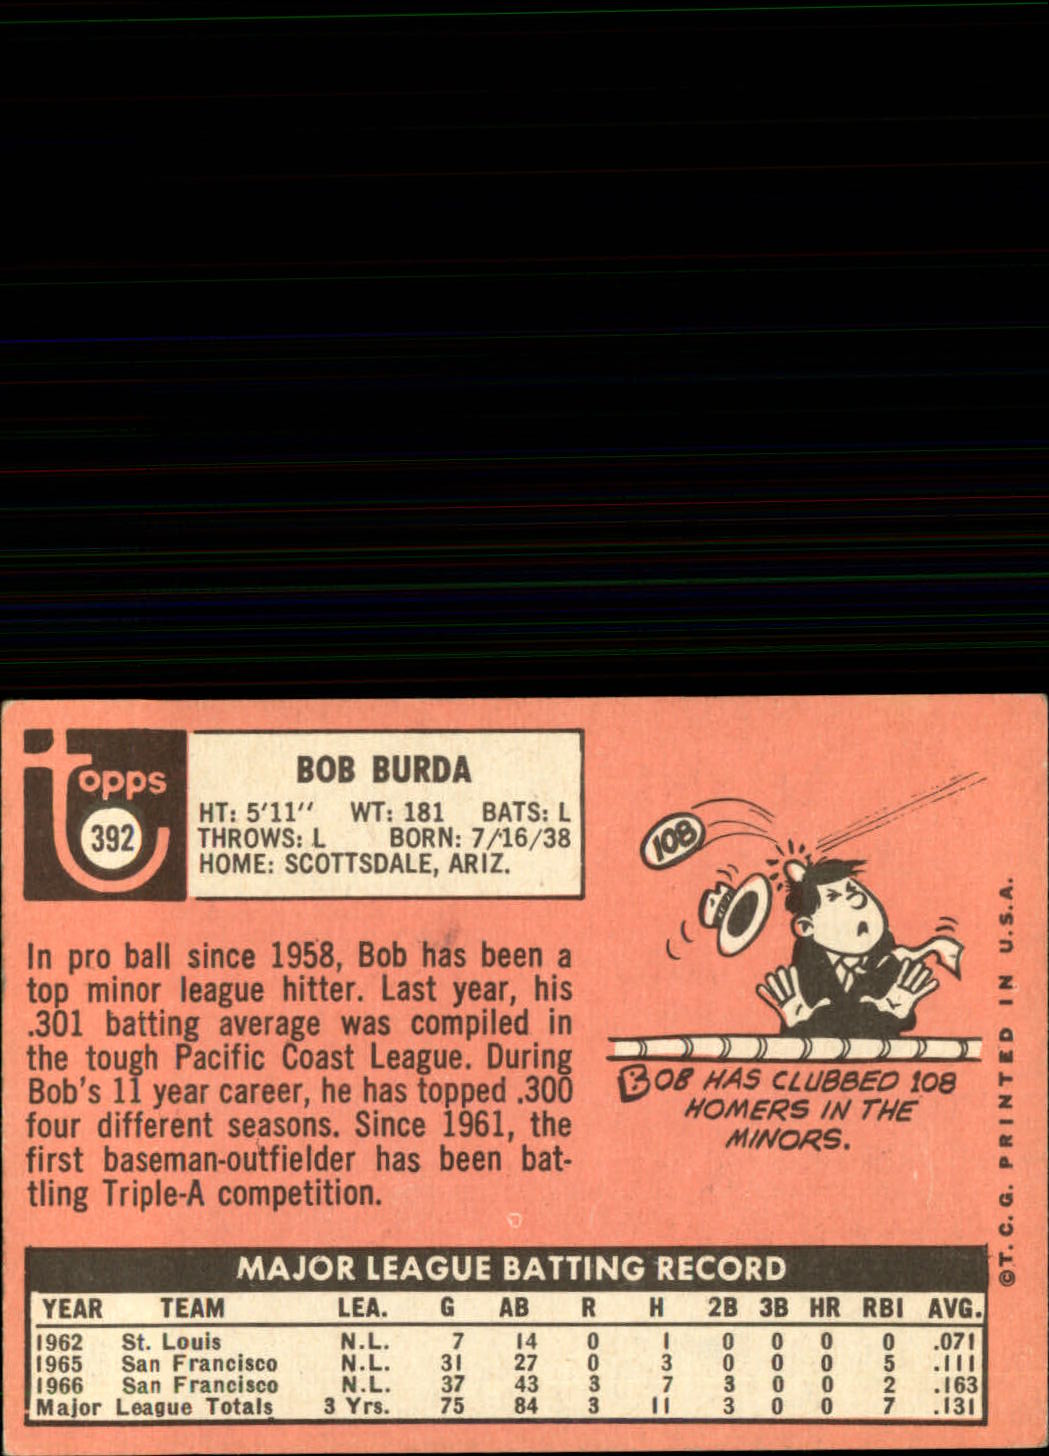 Topps
392
BOB BURDA
HT: 5'11" WT: 181 BATS: L
THROWS: L BORN: 7/16/38
HOME: SCOTTSDALE, ARIZ.
In pro ball since 1958, Bob has been a
top minor league hitter. Last year, his
.301 batting average was compiled in
the tough Pacific Coast League. During
Bob's 11 year career, he has topped .300
four different seasons. Since 1961, the
first baseman-outfielder has been bat-
tling Triple-A competition.
108
BOB HAS CLUBBED 108
HOMERS IN THE
MINORS.
©T. C. G. PRINTED IN U.S.A.
MAJOR LEAGUE BATTING RECORD
YEAR TEAM LEA. G AB R H 2B 3B HR RBI AVG.
1962 St. Louis N.L. 7 14 0 1 0 0 0 0 .071
1965 San Francisco N.L. 31 27 0 3 0 0 0 5 .111
1966 San Francisco N.L. 37 43 3 7 3 0 0 2 .163
Major League Totals 3 Yrs. 75 84 3 11 3 0 0 7 .131